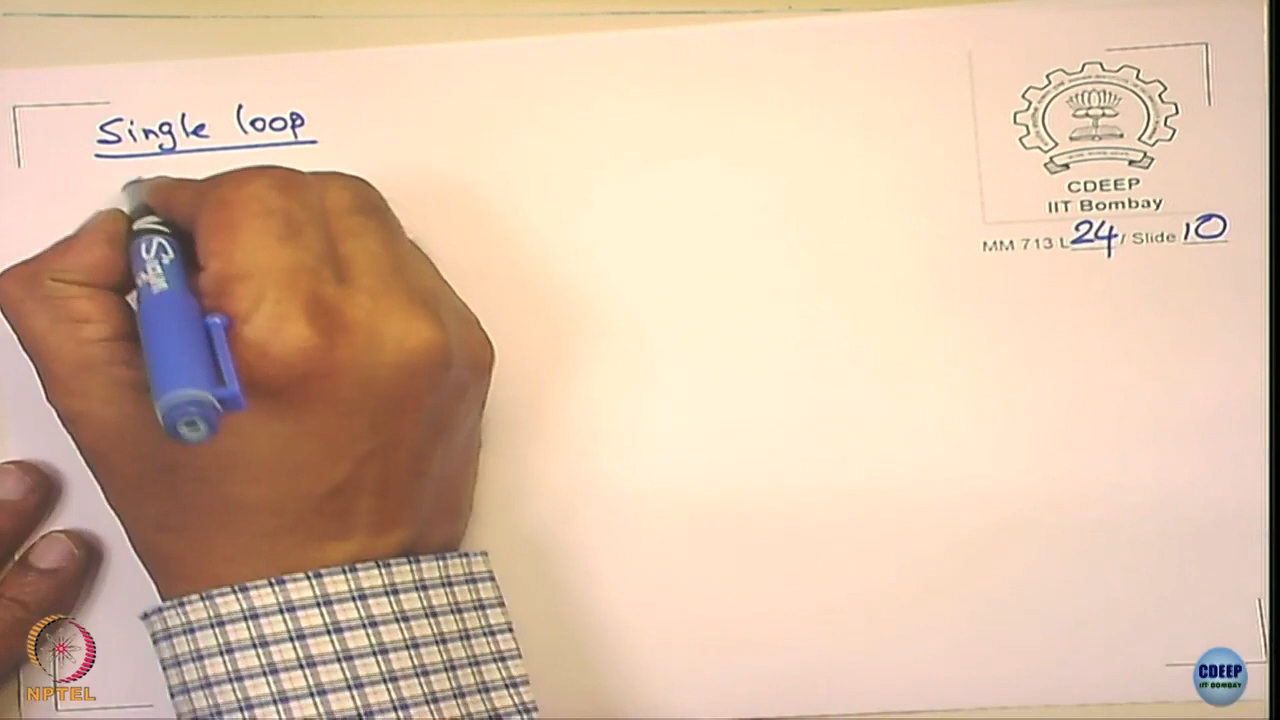 Single loop
CDEEP
IIT Bombay
MM 713 L 24 / Slide 10
NPTEL
CDEEP
IIT BOMBAY